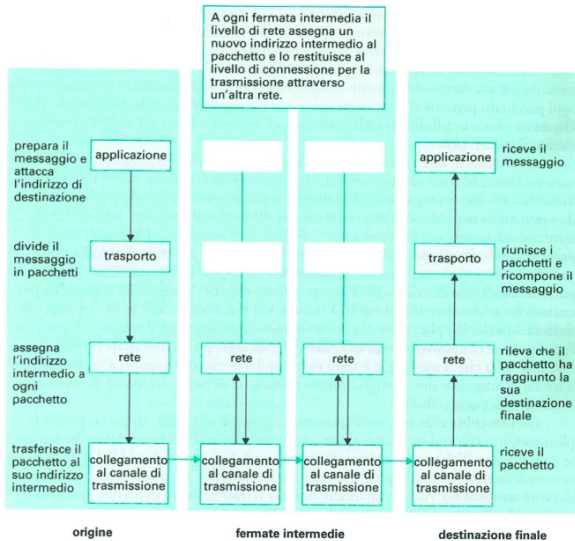 A ogni fermata intermedia il
livello di rete assegna un
nuovo indirizzo intermedio al
pacchetto e lo restituisce al
livello di connessione per la
trasmissione attraverso
un'altra rete.
prepara il
messaggio e
attacca
l'indirizzo di
destinazione
applicazione
applicazione
riceve il
messaggio
divide il
messaggio
in pacchetti
trasporto
trasporto
riunisce i
pacchetti e
ricompone il
messaggio
assegna
l'indirizzo
intermedio a
ogni
pacchetto
rete
rete
rete
rete
rileva che il
pacchetto ha
raggiunto la
sua
destinazione
finale
trasferisce il
pacchetto al
suo indirizzo
intermedio
collegamento
al canale di
trasmissione
collegamento
al canale di
trasmissione
collegamento
al canale di
trasmissione
collegamento
al canale di
trasmissione
riceve il
pacchetto
origine
fermate intermedie
destinazione finale